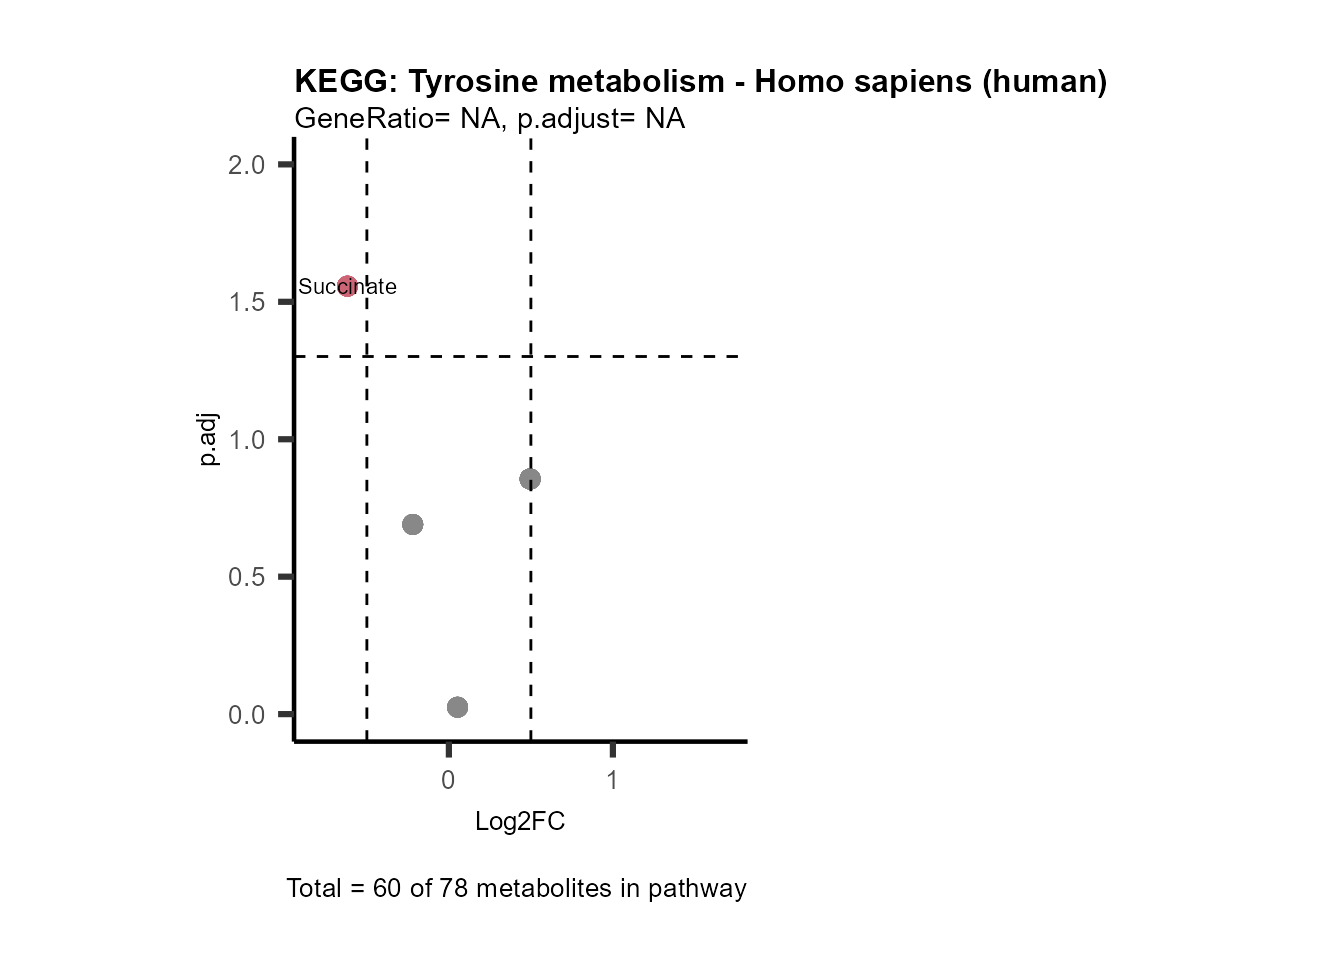 KEGG: Tyrosine metabolism - Homo sapiens (human)
GeneRatio= NA, p.adjust= NA
2.0
Succinate
1.5
p.adj
1.0
0.5
0.0
0
1
Log2FC
Total = 60 of 78 metabolites in pathway